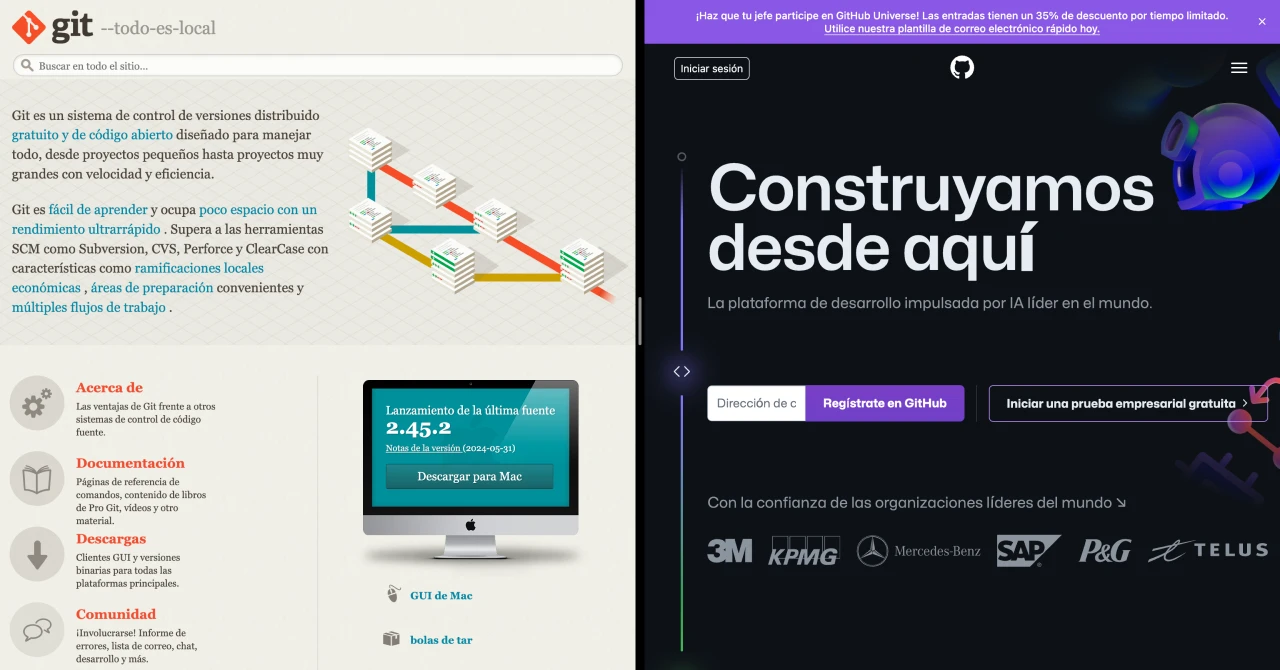 git --todo-es-local
Buscar en todo el sitio...
Git es un sistema de control de versiones distribuido
gratuito y de código abierto diseñado para manejar
todo, desde proyectos pequeños hasta proyectos muy
grandes con velocidad y eficiencia.
Git es fácil de aprender y ocupa poco espacio con un
rendimiento ultrarrápido . Supera a las herramientas
SCM como Subversion, CVS, Perforce y ClearCase con
características como ramificaciones locales
económicas , áreas de preparación convenientes y
múltiples flujos de trabajo .
Acerca de
Las ventajas de Git frente a otros
sistemas de control de código
fuente.
Documentación
Páginas de referencia de
comandos, contenido de libros
de Pro Git, videos y otro
material.
Descargas
Clientes GUI y versiones
binarias para todas las
plataformas principales.
Comunidad
¡Involucrarse! Informe de
errores, lista de correo, chat,
desarrollo y más.
Lanzamiento de la última fuente
2.45.2
Notas de la versión (2024-05-31)
Descargar para Mac
GUI de Mac
bolas de tar
¡Haz que tu jefe participe en GitHub Universe! Las entradas tienen un 35% de descuento por tiempo limitado.
Utilice nuestra plantilla de correo electrónico rápido hoy.
Iniciar sesión
Construyamos
desde aquí
La plataforma de desarrollo impulsada por IA líder en el mundo.
Dirección de c
Regístrate en GitHub
Iniciar una prueba empresarial gratuita
Con la confianza de las organizaciones líderes del mundo
3M KPMG Mercedes-Benz SAP P&G TELUS